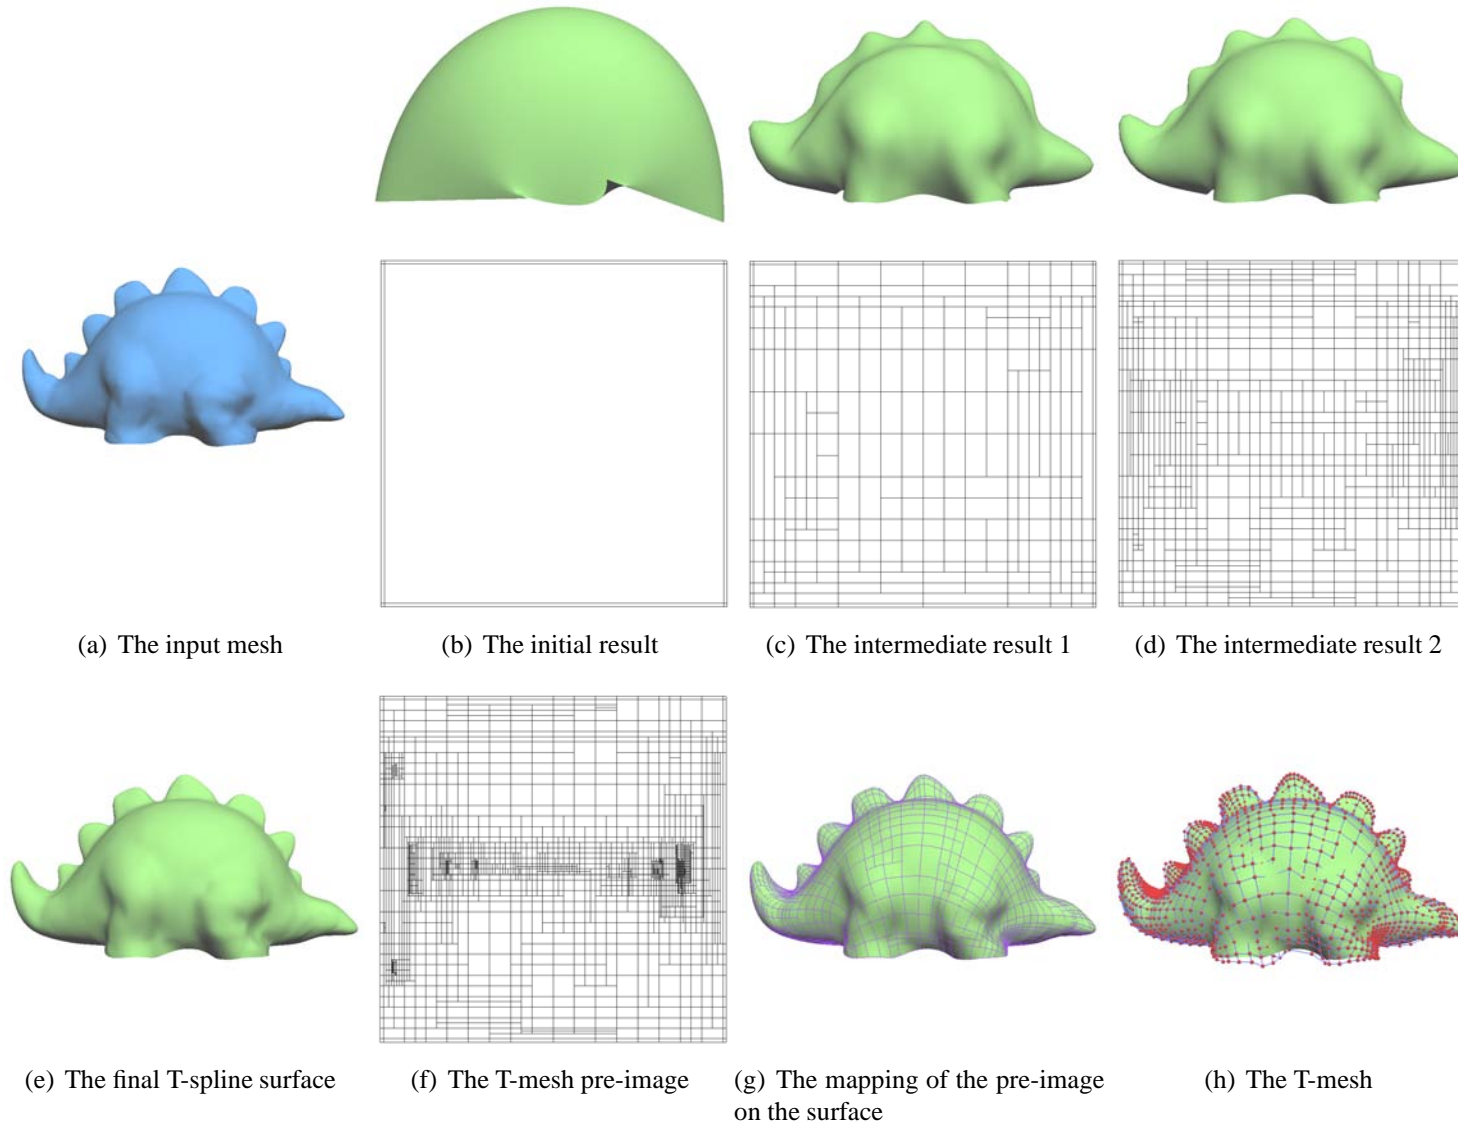 (a) The input mesh
(b) The initial result
(c) The intermediate result 1
(d) The intermediate result 2
(e) The final T-spline surface
(f) The T-mesh pre-image
(g) The mapping of the pre-image
on the surface
(h) The T-mesh